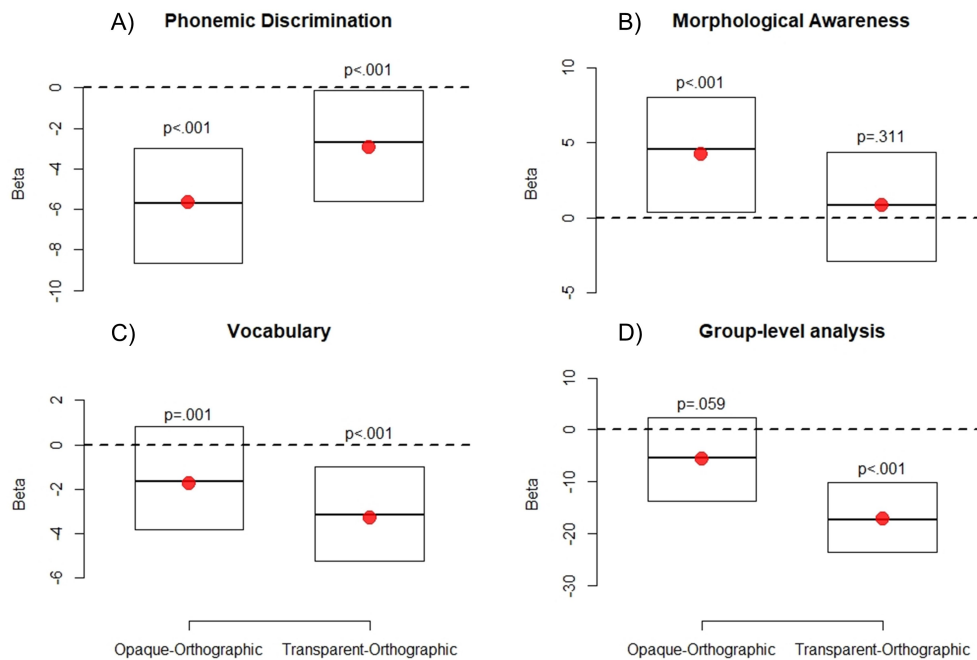 A) Phonemic Discrimination
p<.001
p<.001
Beta
0
-2
-4
-6
-8
-10
B) Morphological Awareness
p<.001
p=.311
Beta
10
5
0
-5
C) Vocabulary
p=.001
p<.001
Beta
2
0
-2
-4
-6
Opaque-Orthographic Transparent-Orthographic
D) Group-level analysis
p=.059
p<.001
Beta
10
0
-10
-20
-30
Opaque-Orthographic Transparent-Orthographic